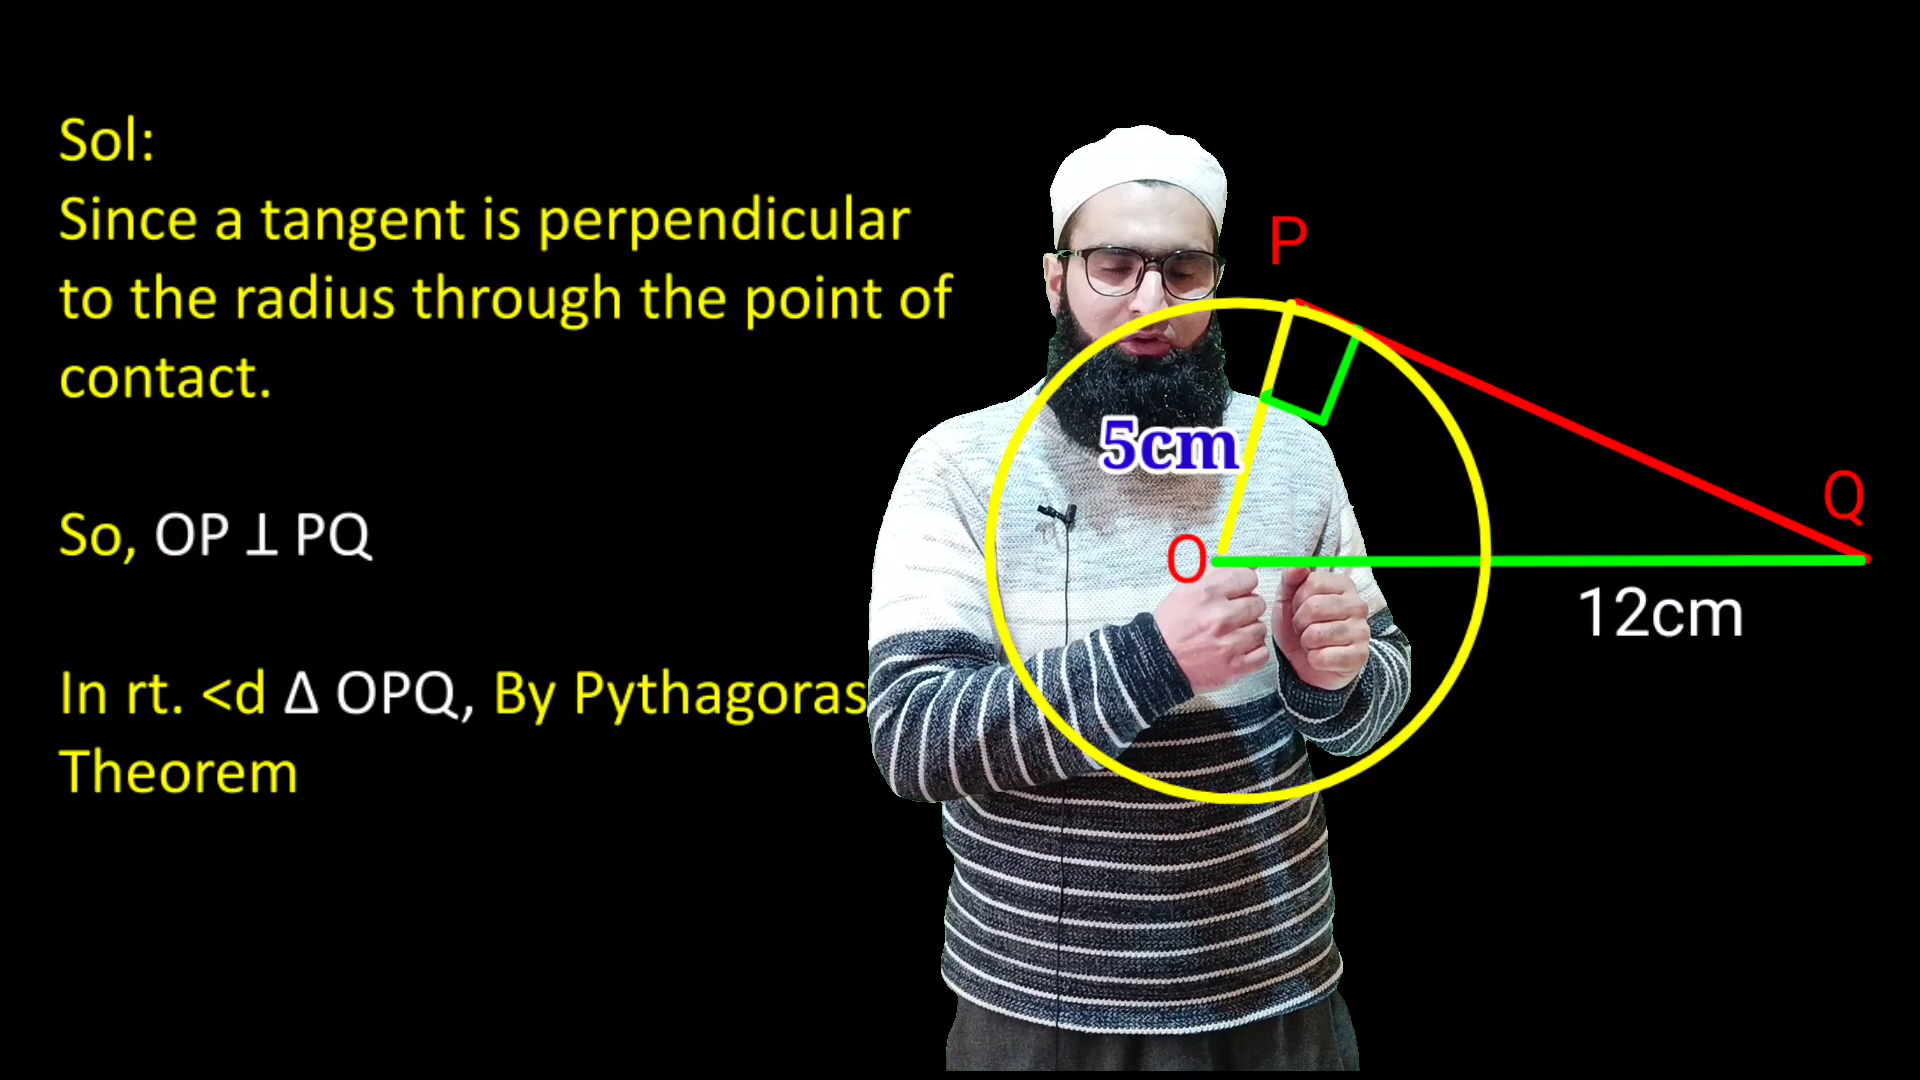 Sol:
Since a tangent is perpendicular
to the radius through the point of
contact.
So, OP ⊥ PQ
In rt. <d Δ OPQ, By Pythagoras
Theorem
P
5cm
O
Q
12cm